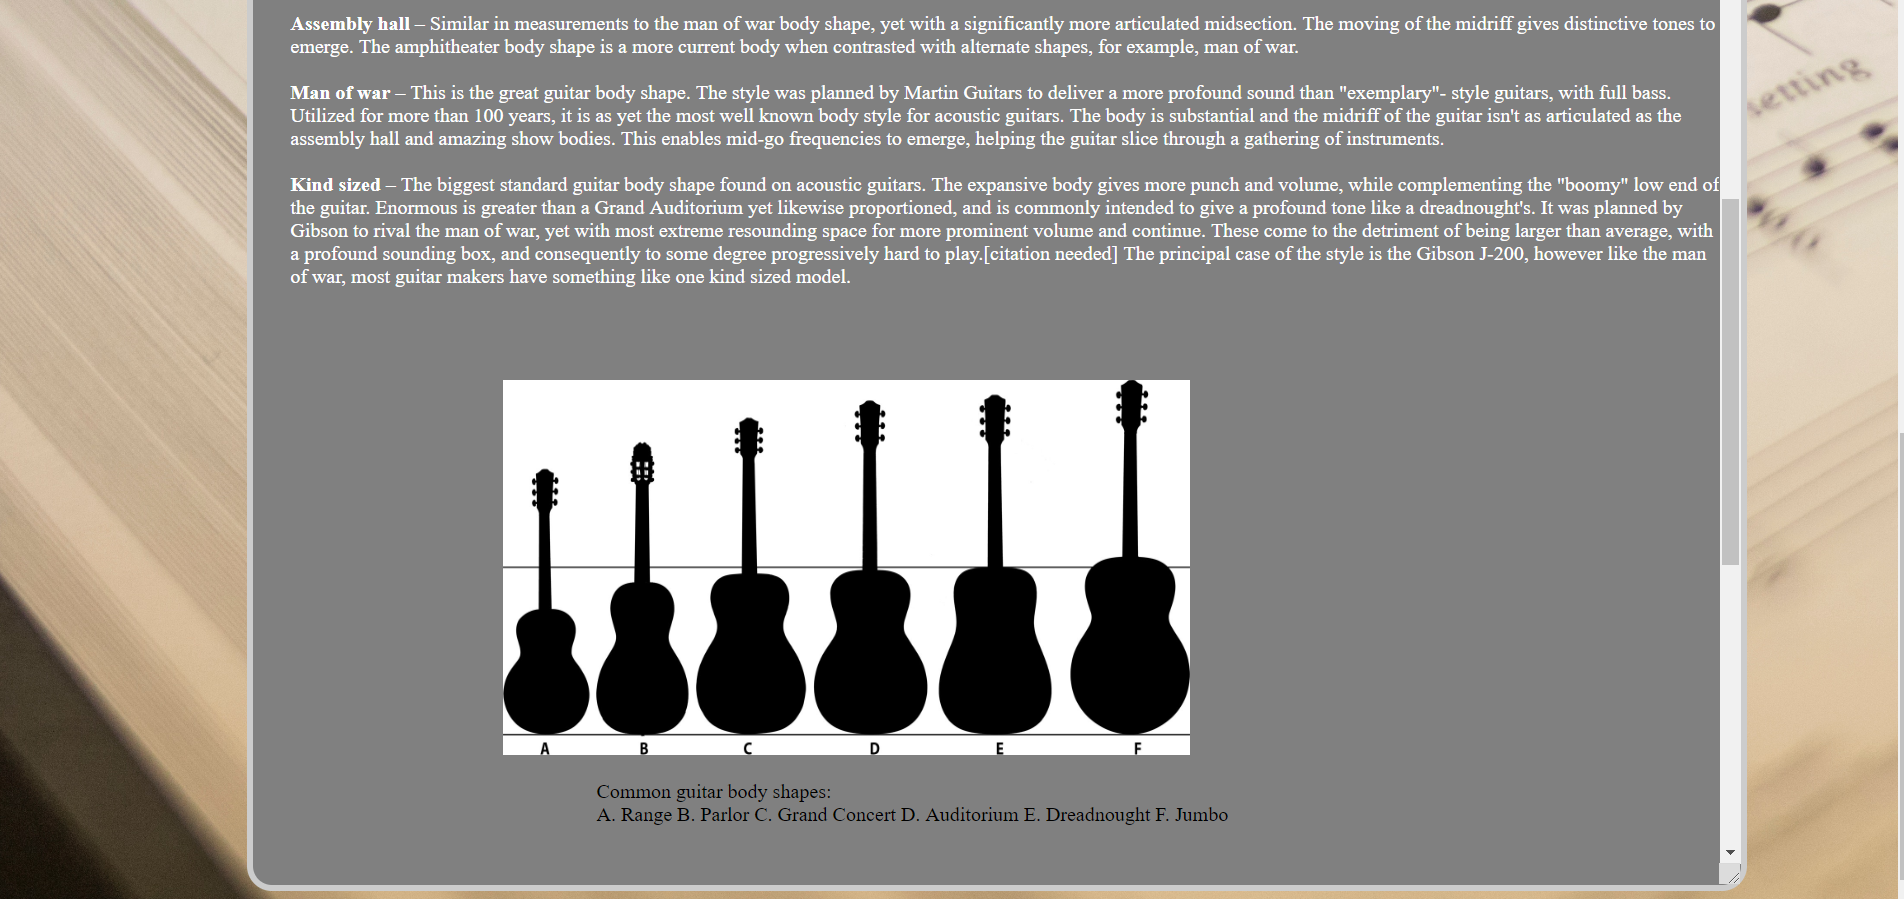 Assembly hall – Similar in measurements to the man of war body shape, yet with a significantly more articulated midsection. The moving of the midriff gives distinctive tones to
emerge. The amphitheater body shape is a more current body when contrasted with alternate shapes, for example, man of war.
Man of war – This is the great guitar body shape. The style was planned by Martin Guitars to deliver a more profound sound than "exemplary"- style guitars, with full bass.
Utilized for more than 100 years, it is as yet the most well known body style for acoustic guitars. The body is substantial and the midriff of the guitar isn't as articulated as the
assembly hall and amazing show bodies. This enables mid-go frequencies to emerge, helping the guitar slice through a gathering of instruments.
Kind sized – The biggest standard guitar body shape found on acoustic guitars. The expansive body gives more punch and volume, while complementing the "boomy" low end of
the guitar. Enormous is greater than a Grand Auditorium yet likewise proportioned, and is commonly intended to give a profound tone like a dreadnought's. It was planned by
Gibson to rival the man of war, yet with most extreme resounding space for more prominent volume and continue. These come to the detriment of being larger than average, with
a profound sounding box, and consequently to some degree progressively hard to play.[citation needed] The principal case of the style is the Gibson J-200, however like the man
of war, most guitar makers have something like one kind sized model.
A B C D E F
Common guitar body shapes:
A. Range B. Parlor C. Grand Concert D. Auditorium E. Dreadnought F. Jumbo
setting